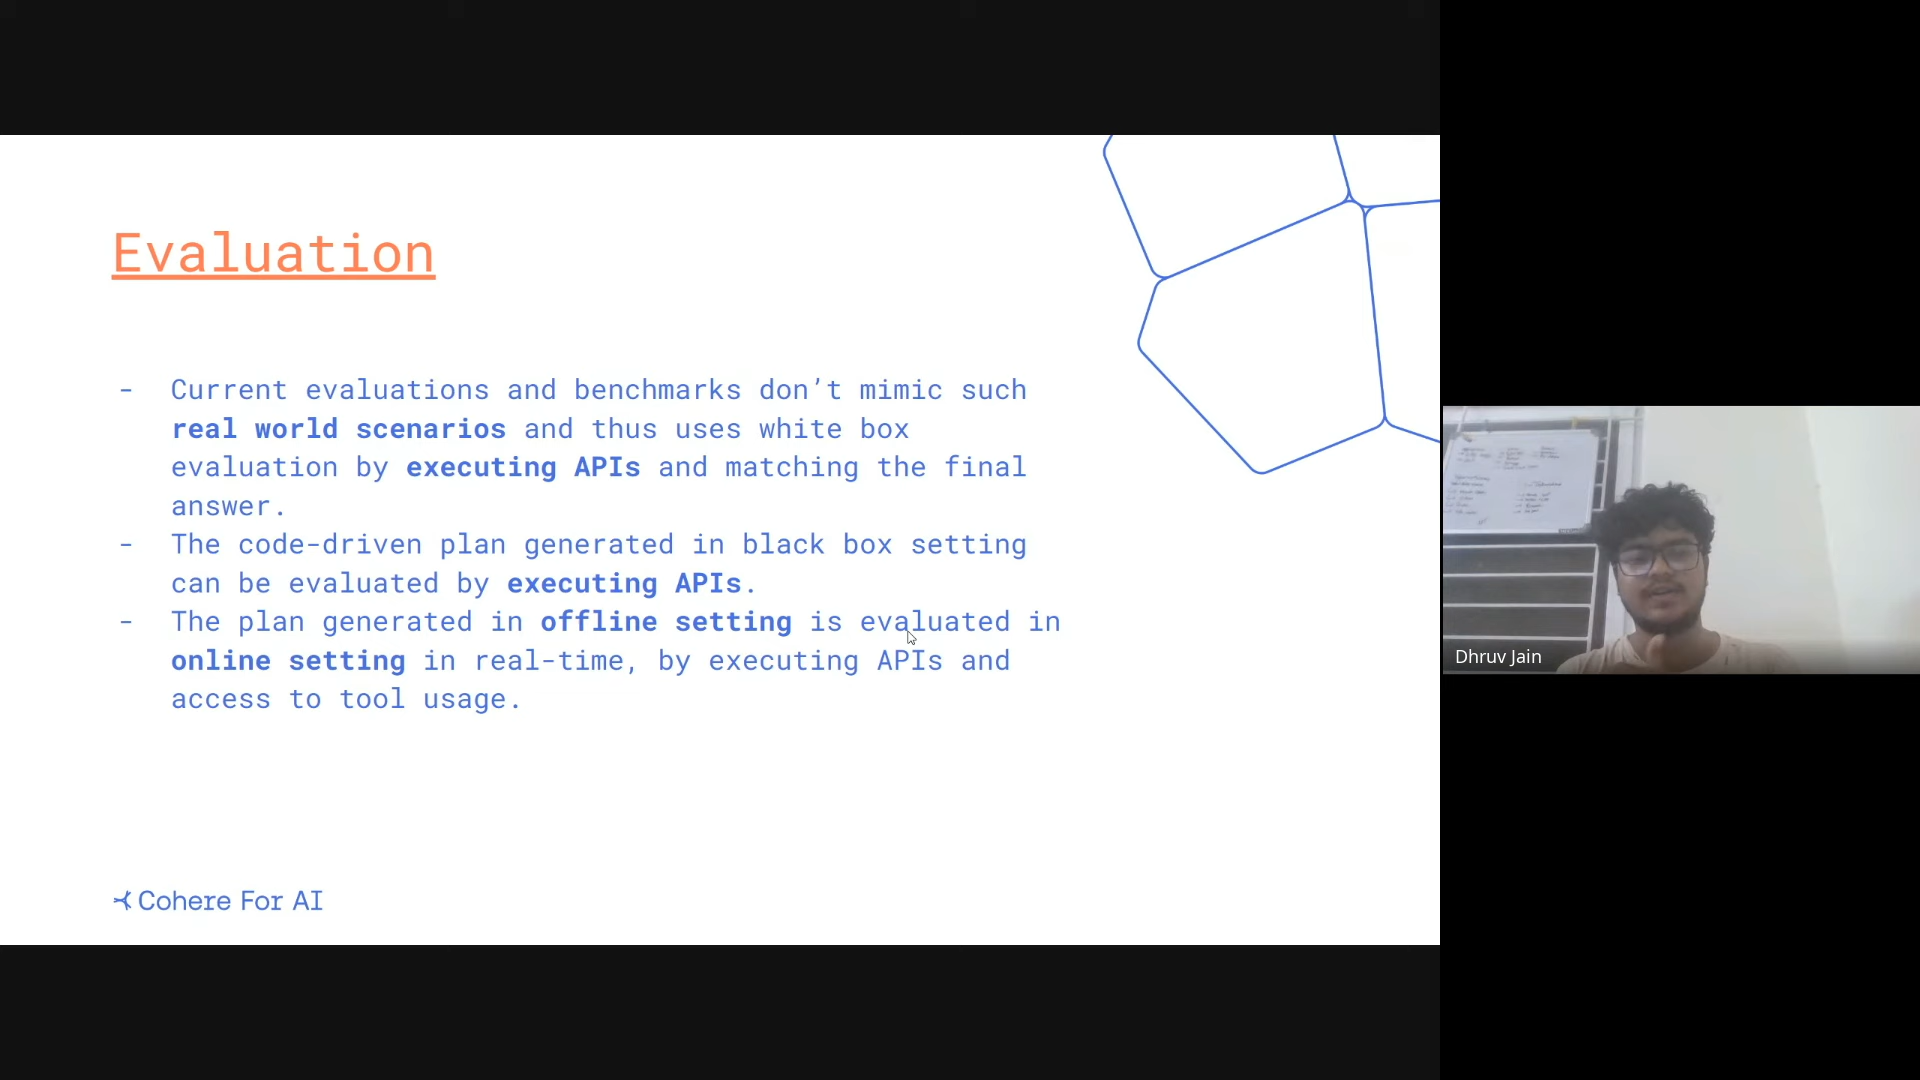 Evaluation
- Current evaluations and benchmarks don’t mimic such
real world scenarios and thus uses white box
evaluation by executing APIs and matching the final
answer.
- The code-driven plan generated in black box setting
can be evaluated by executing APIs.
- The plan generated in offline setting is evaluated in
online setting in real-time, by executing APIs and
access to tool usage.
Cohere For AI
Dhruv Jain